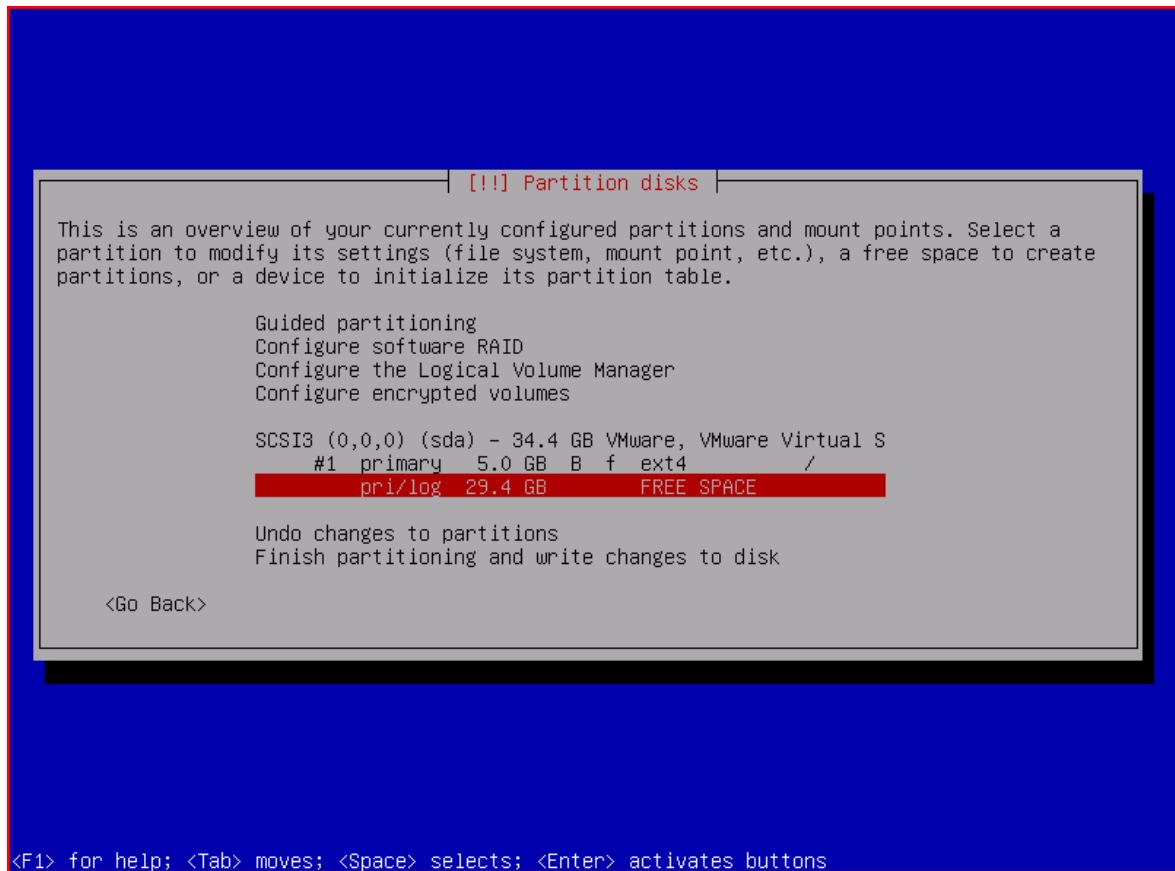 [!!] Partition disks
This is an overview of your currently configured partitions and mount points. Select a
partition to modify its settings (file system, mount point, etc.), a free space to create
partitions, or a device to initialize its partition table.
Guided partitioning
Configure software RAID
Configure the Logical Volume Manager
Configure encrypted volumes
SCSI3 (0,0,0) (sda) - 34.4 GB VMware, VMware Virtual S
#1 primary 5.0 GB B f ext4 /
pri/log 29.4 GB FREE SPACE
Undo changes to partitions
Finish partitioning and write changes to disk
<Go Back>
<F1> for help; <Tab> moves; <Space> selects; <Enter> activates buttons